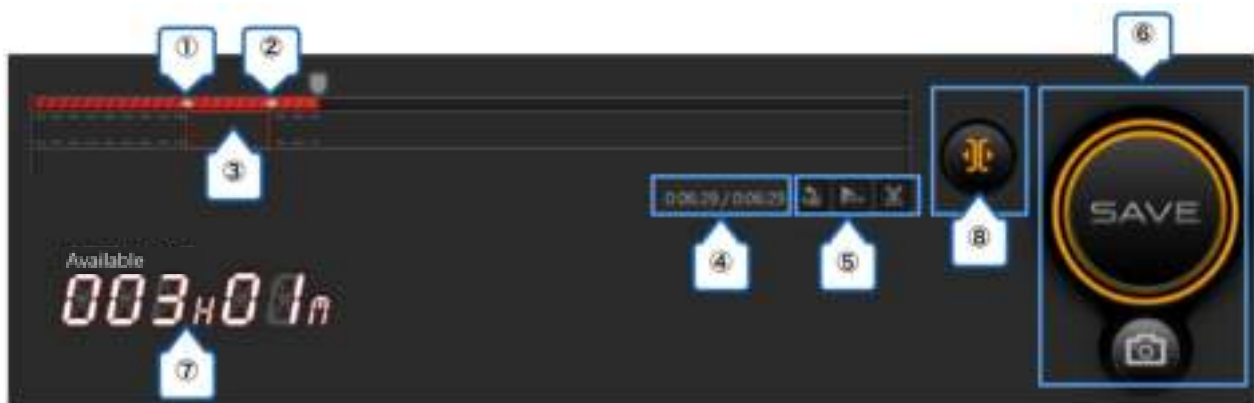 ① ② ⑥
③
0:06:29 / 0:06:29
SAVE
④ ⑤ ⑧
Available
003H01m
⑦